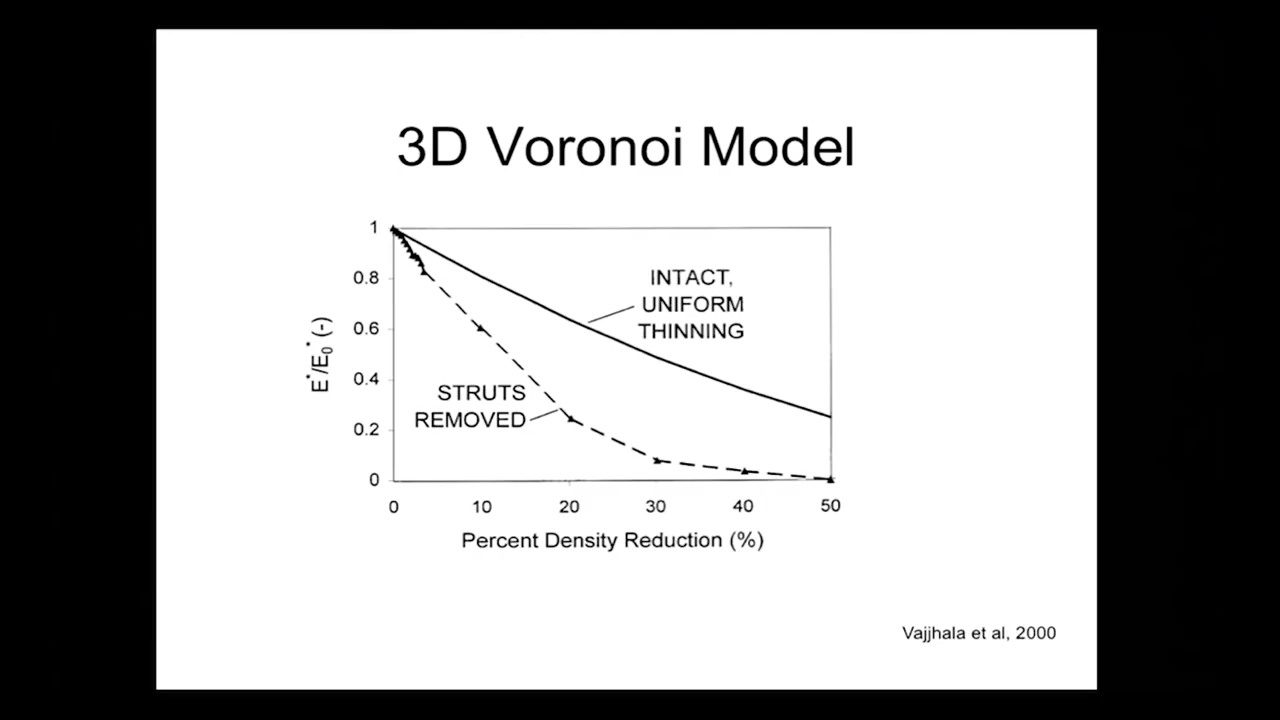 3D Voronoi Model
1
0.8
0.6
0.4
0.2
0
E*/E0* (-)
INTACT,
UNIFORM
THINNING
STRUTS
REMOVED
0 10 20 30 40 50
Percent Density Reduction (%)
Vajjhala et al, 2000